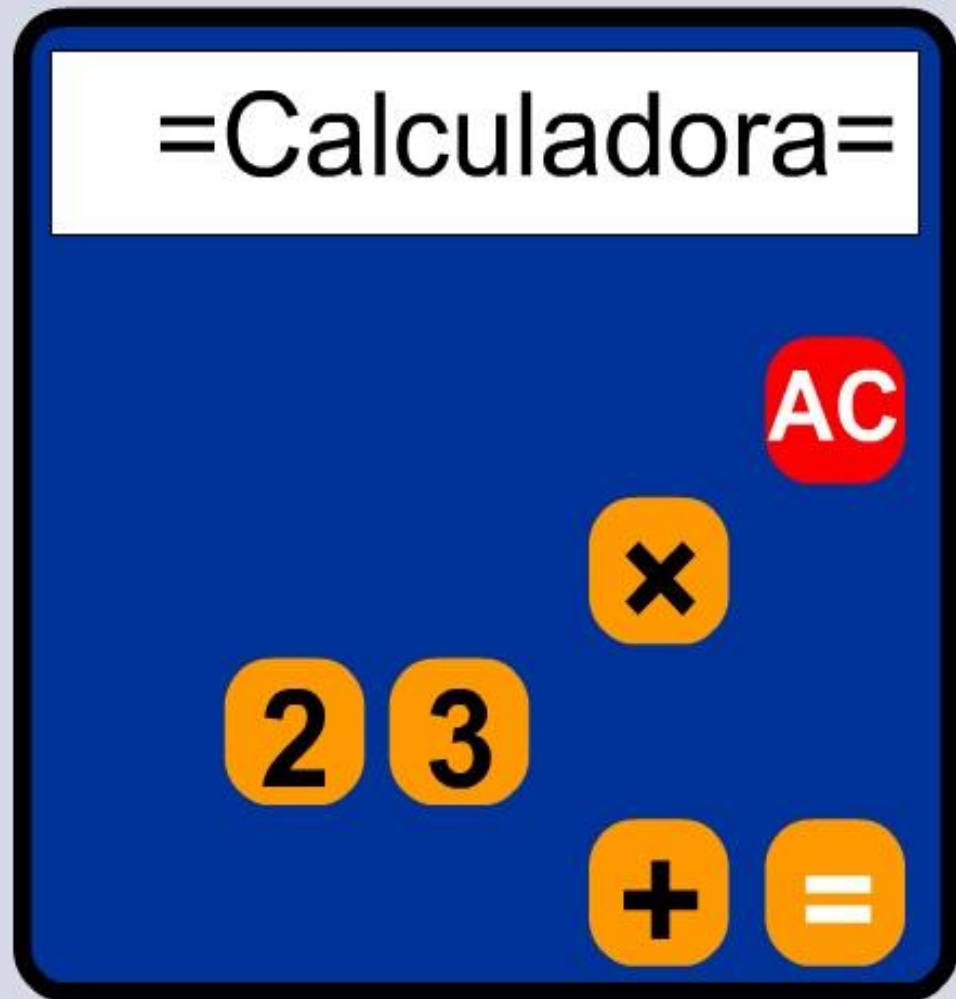 =Calculadora=
AC
×
2 3
+ =